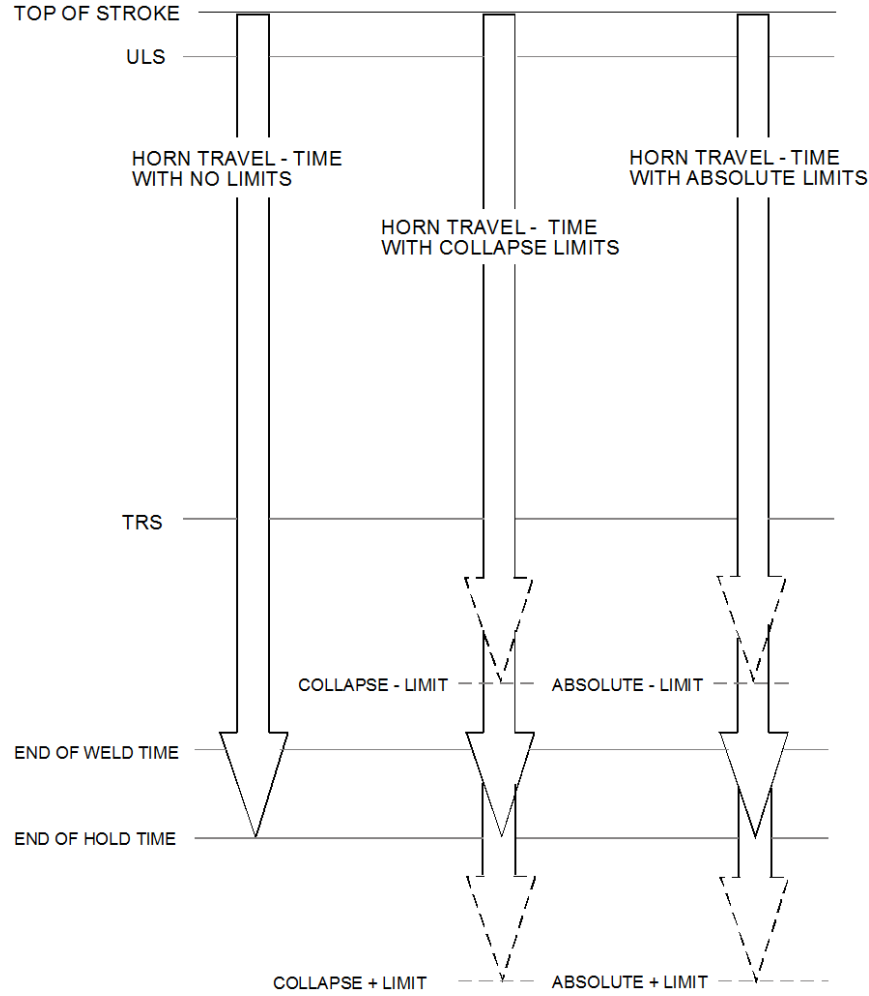 TOP OF STROKE
ULS
HORN TRAVEL - TIME
WITH NO LIMITS
HORN TRAVEL - TIME
WITH COLLAPSE LIMITS
HORN TRAVEL - TIME
WITH ABSOLUTE LIMITS
TRS
COLLAPSE - LIMIT
ABSOLUTE - LIMIT
END OF WELD TIME
END OF HOLD TIME
COLLAPSE + LIMIT
ABSOLUTE + LIMIT